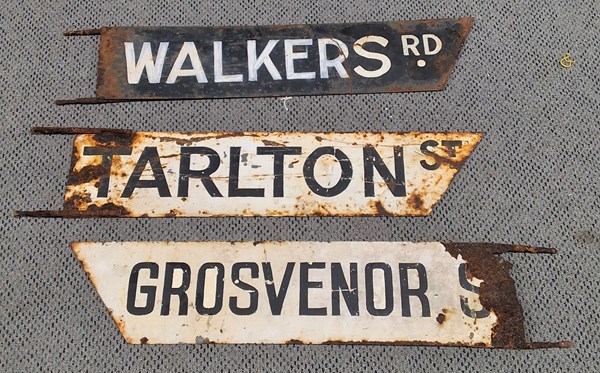 WALKERS RD.
TARLTON ST
GROSVENOR S